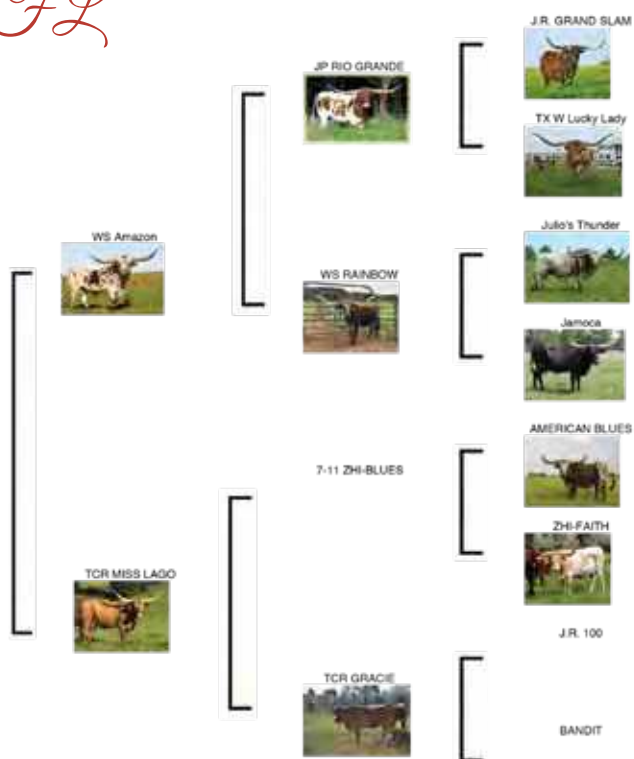 FL
J.R. GRAND SLAM
JP RIO GRANDE
TX W Lucky Lady
WS Amazon
Julio's Thunder
WS RAINBOW
Jamoca
AMERICAN BLUES
7-11 ZHI-BLUES
ZHI-FAITH
TCR MISS LAGO
J.R. 100
TCR GRACIE
BANDIT